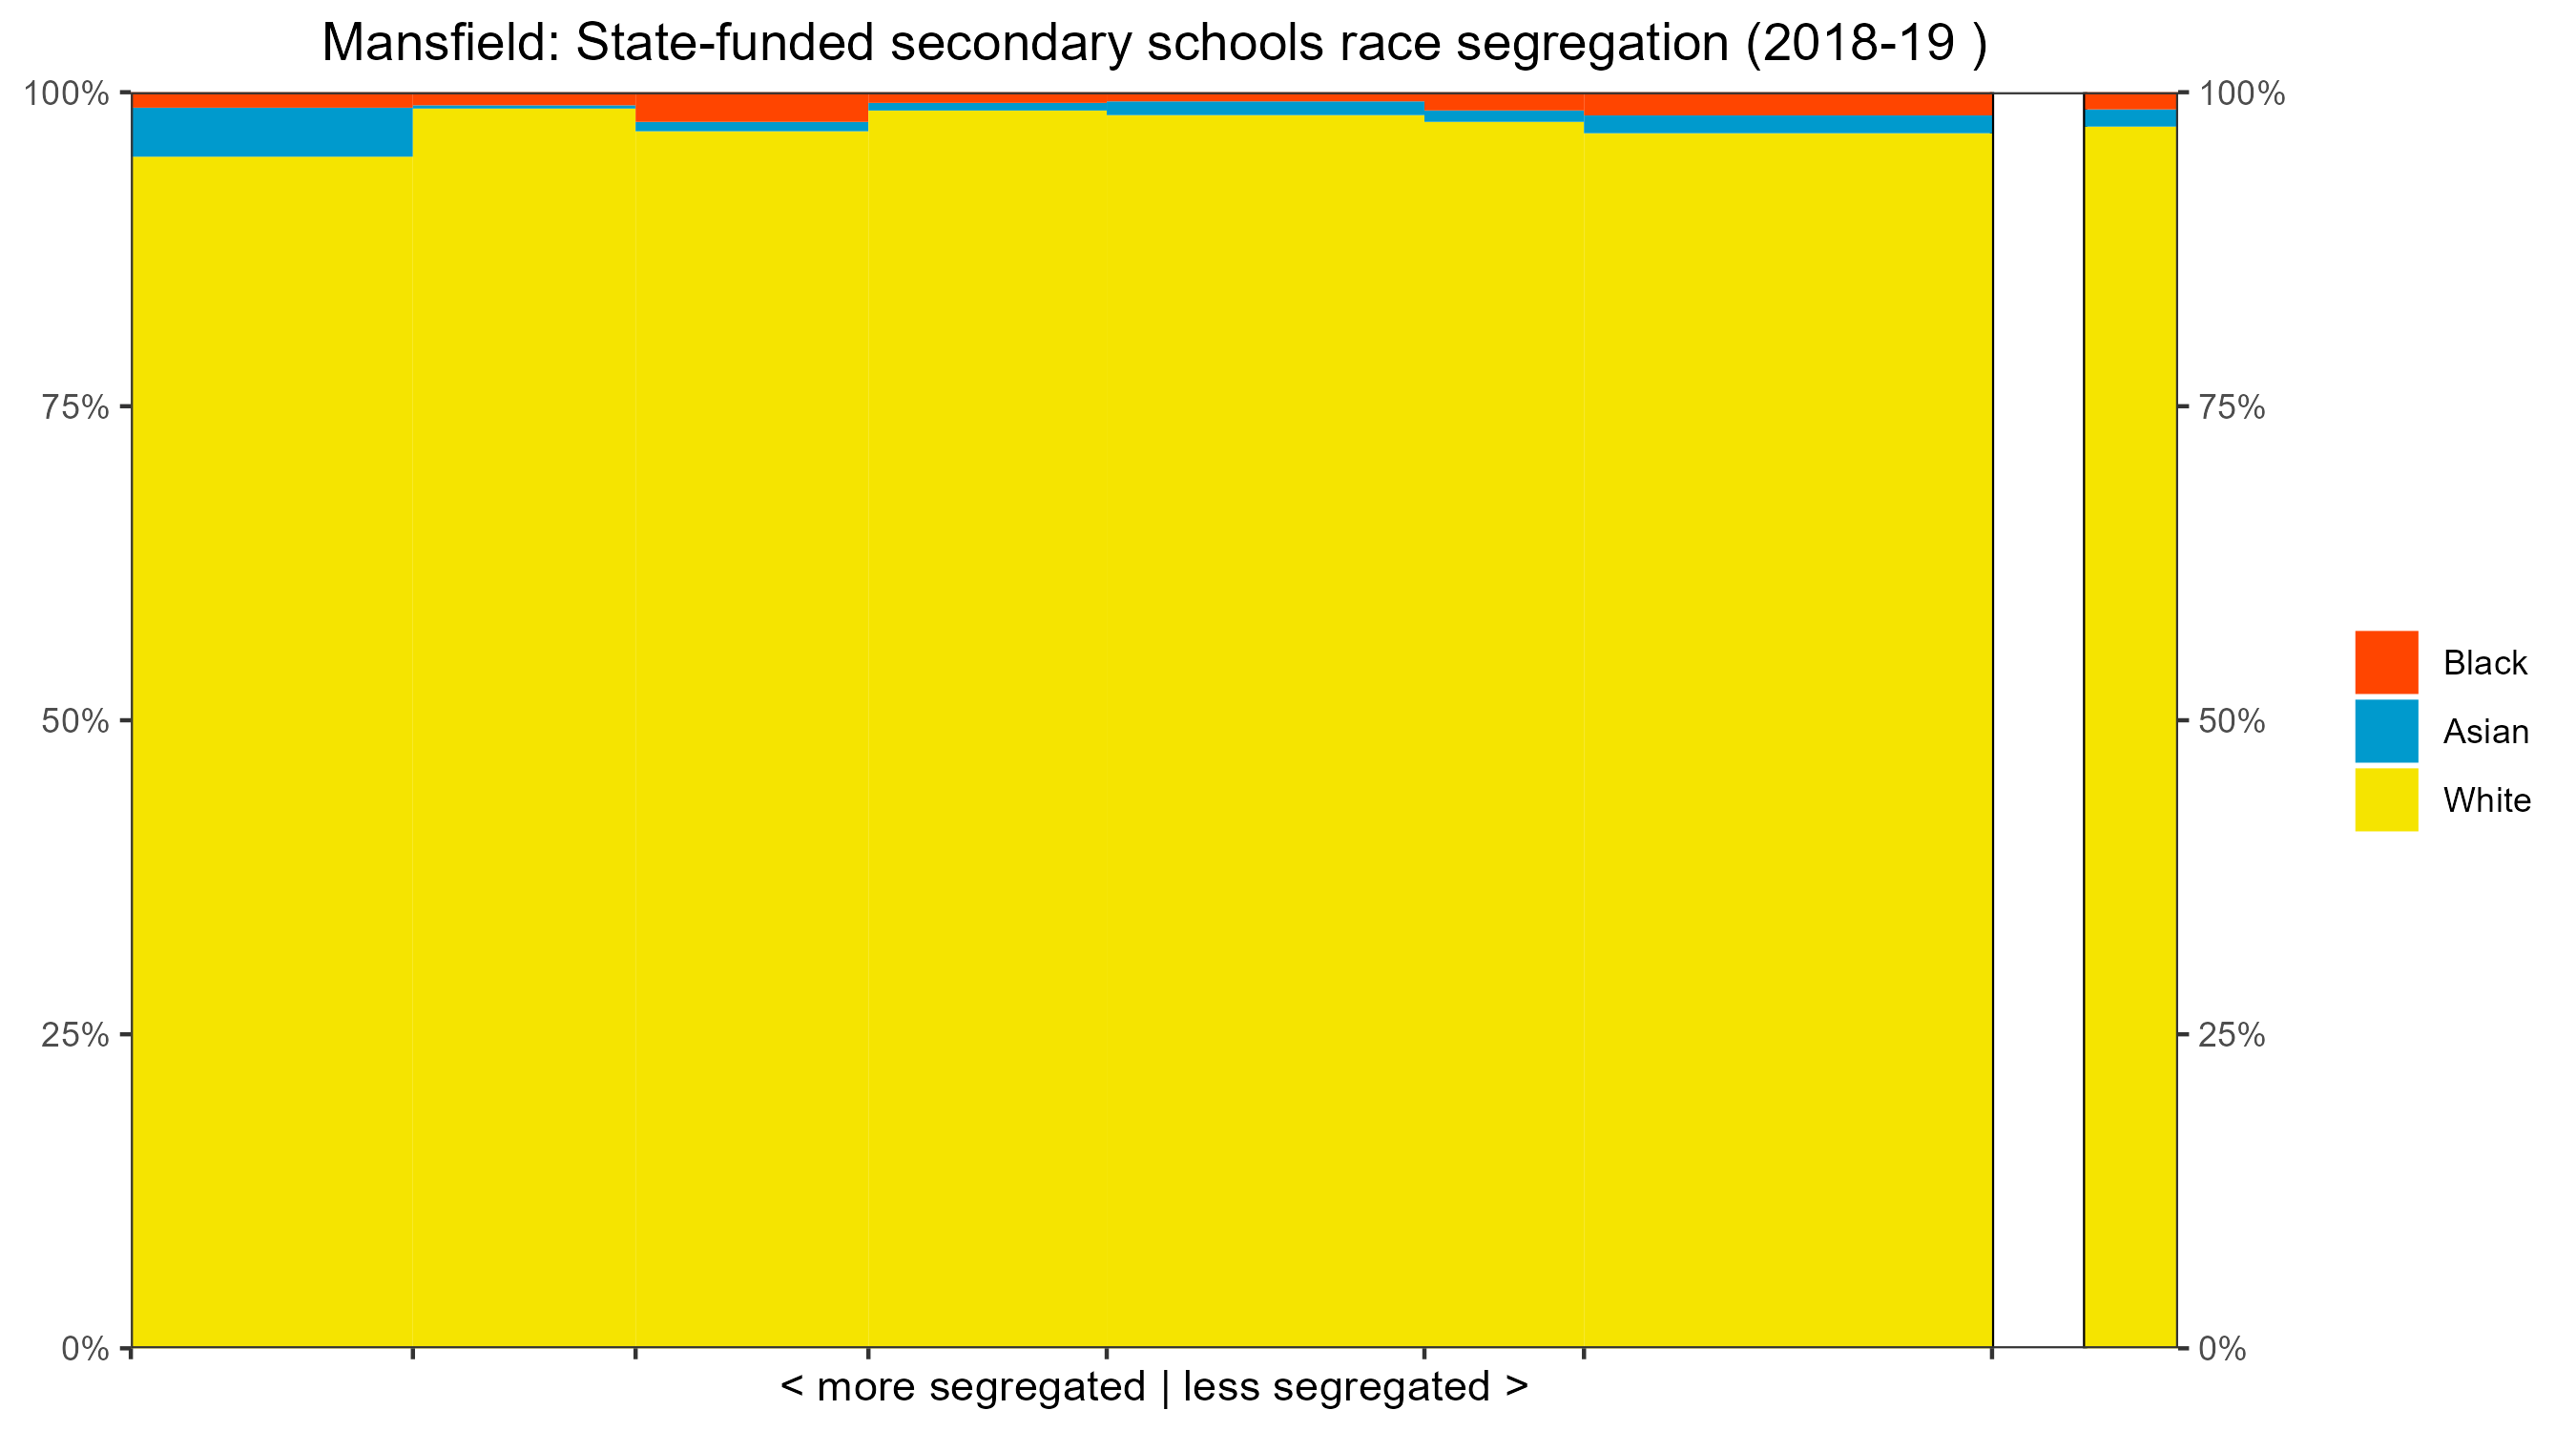 Mansfield: State-funded secondary schools race segregation (2018-19 )
100%
75%
50%
25%
0%
100%
75%
50%
25%
0%
Black
Asian
White
< more segregated | less segregated >